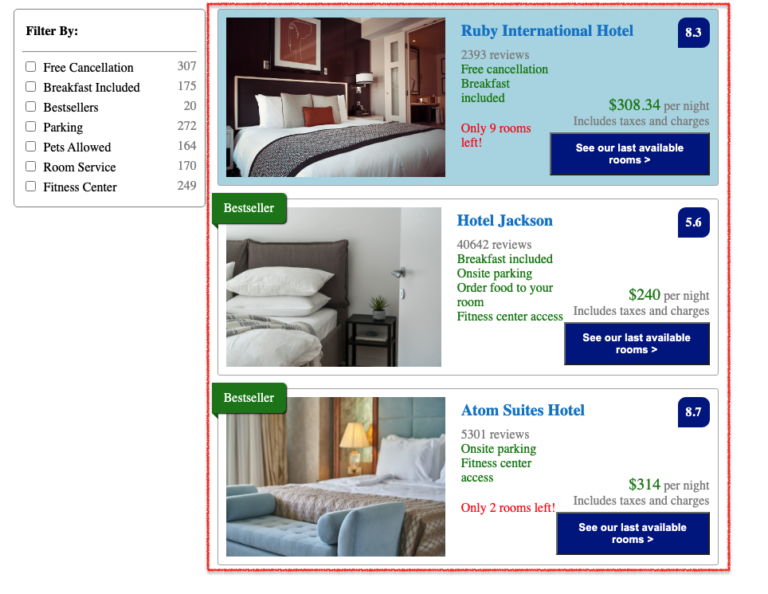 Filter By:
Free Cancellation 307
Breakfast Included 175
Bestsellers 20
Parking 272
Pets Allowed 164
Room Service 170
Fitness Center 249
Ruby International Hotel
8.3
2393 reviews
Free cancellation
Breakfast
included
Only 9 rooms
left!
$308.34 per night
Includes taxes and charges
See our last available
rooms >
Bestseller
Hotel Jackson
5.6
40642 reviews
Breakfast included
Onsite parking
Order food to your
room
Fitness center access
$240 per night
Includes taxes and charges
See our last available
rooms >
Bestseller
Atom Suites Hotel
8.7
5301 reviews
Onsite parking
Fitness center
access
Only 2 rooms left!
$314 per night
Includes taxes and charges
See our last available
rooms >